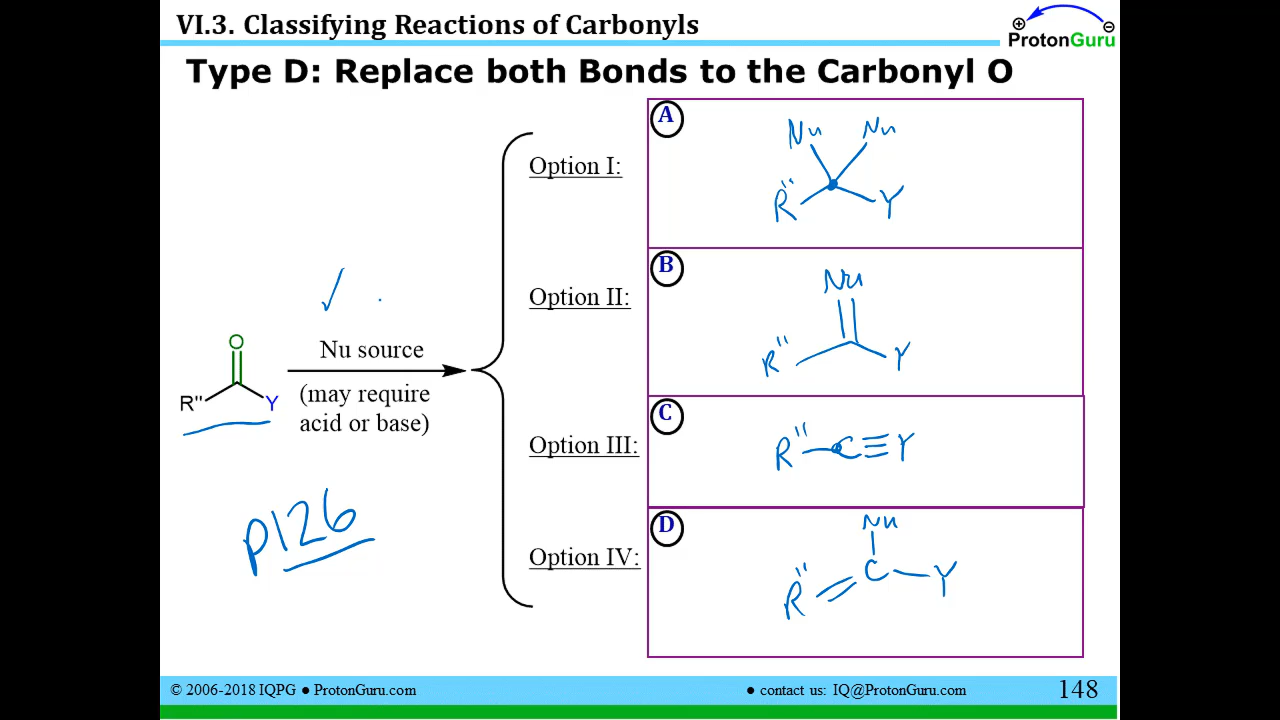 VI.3. Classifying Reactions of Carbonyls
⊕ ⊖
ProtonGuru
Type D: Replace both Bonds to the Carbonyl O
A
Nu Nu
Option I:
R" Y
B
Nu
Option II:
R" Y
O
Nu source
R" Y
(may require
acid or base)
C
Option III:
R"—C≡Y
p126
D
Nu
Option IV:
R"=C—Y
© 2006-2018 IQPG ● ProtonGuru.com
● contact us: IQ@ProtonGuru.com
148